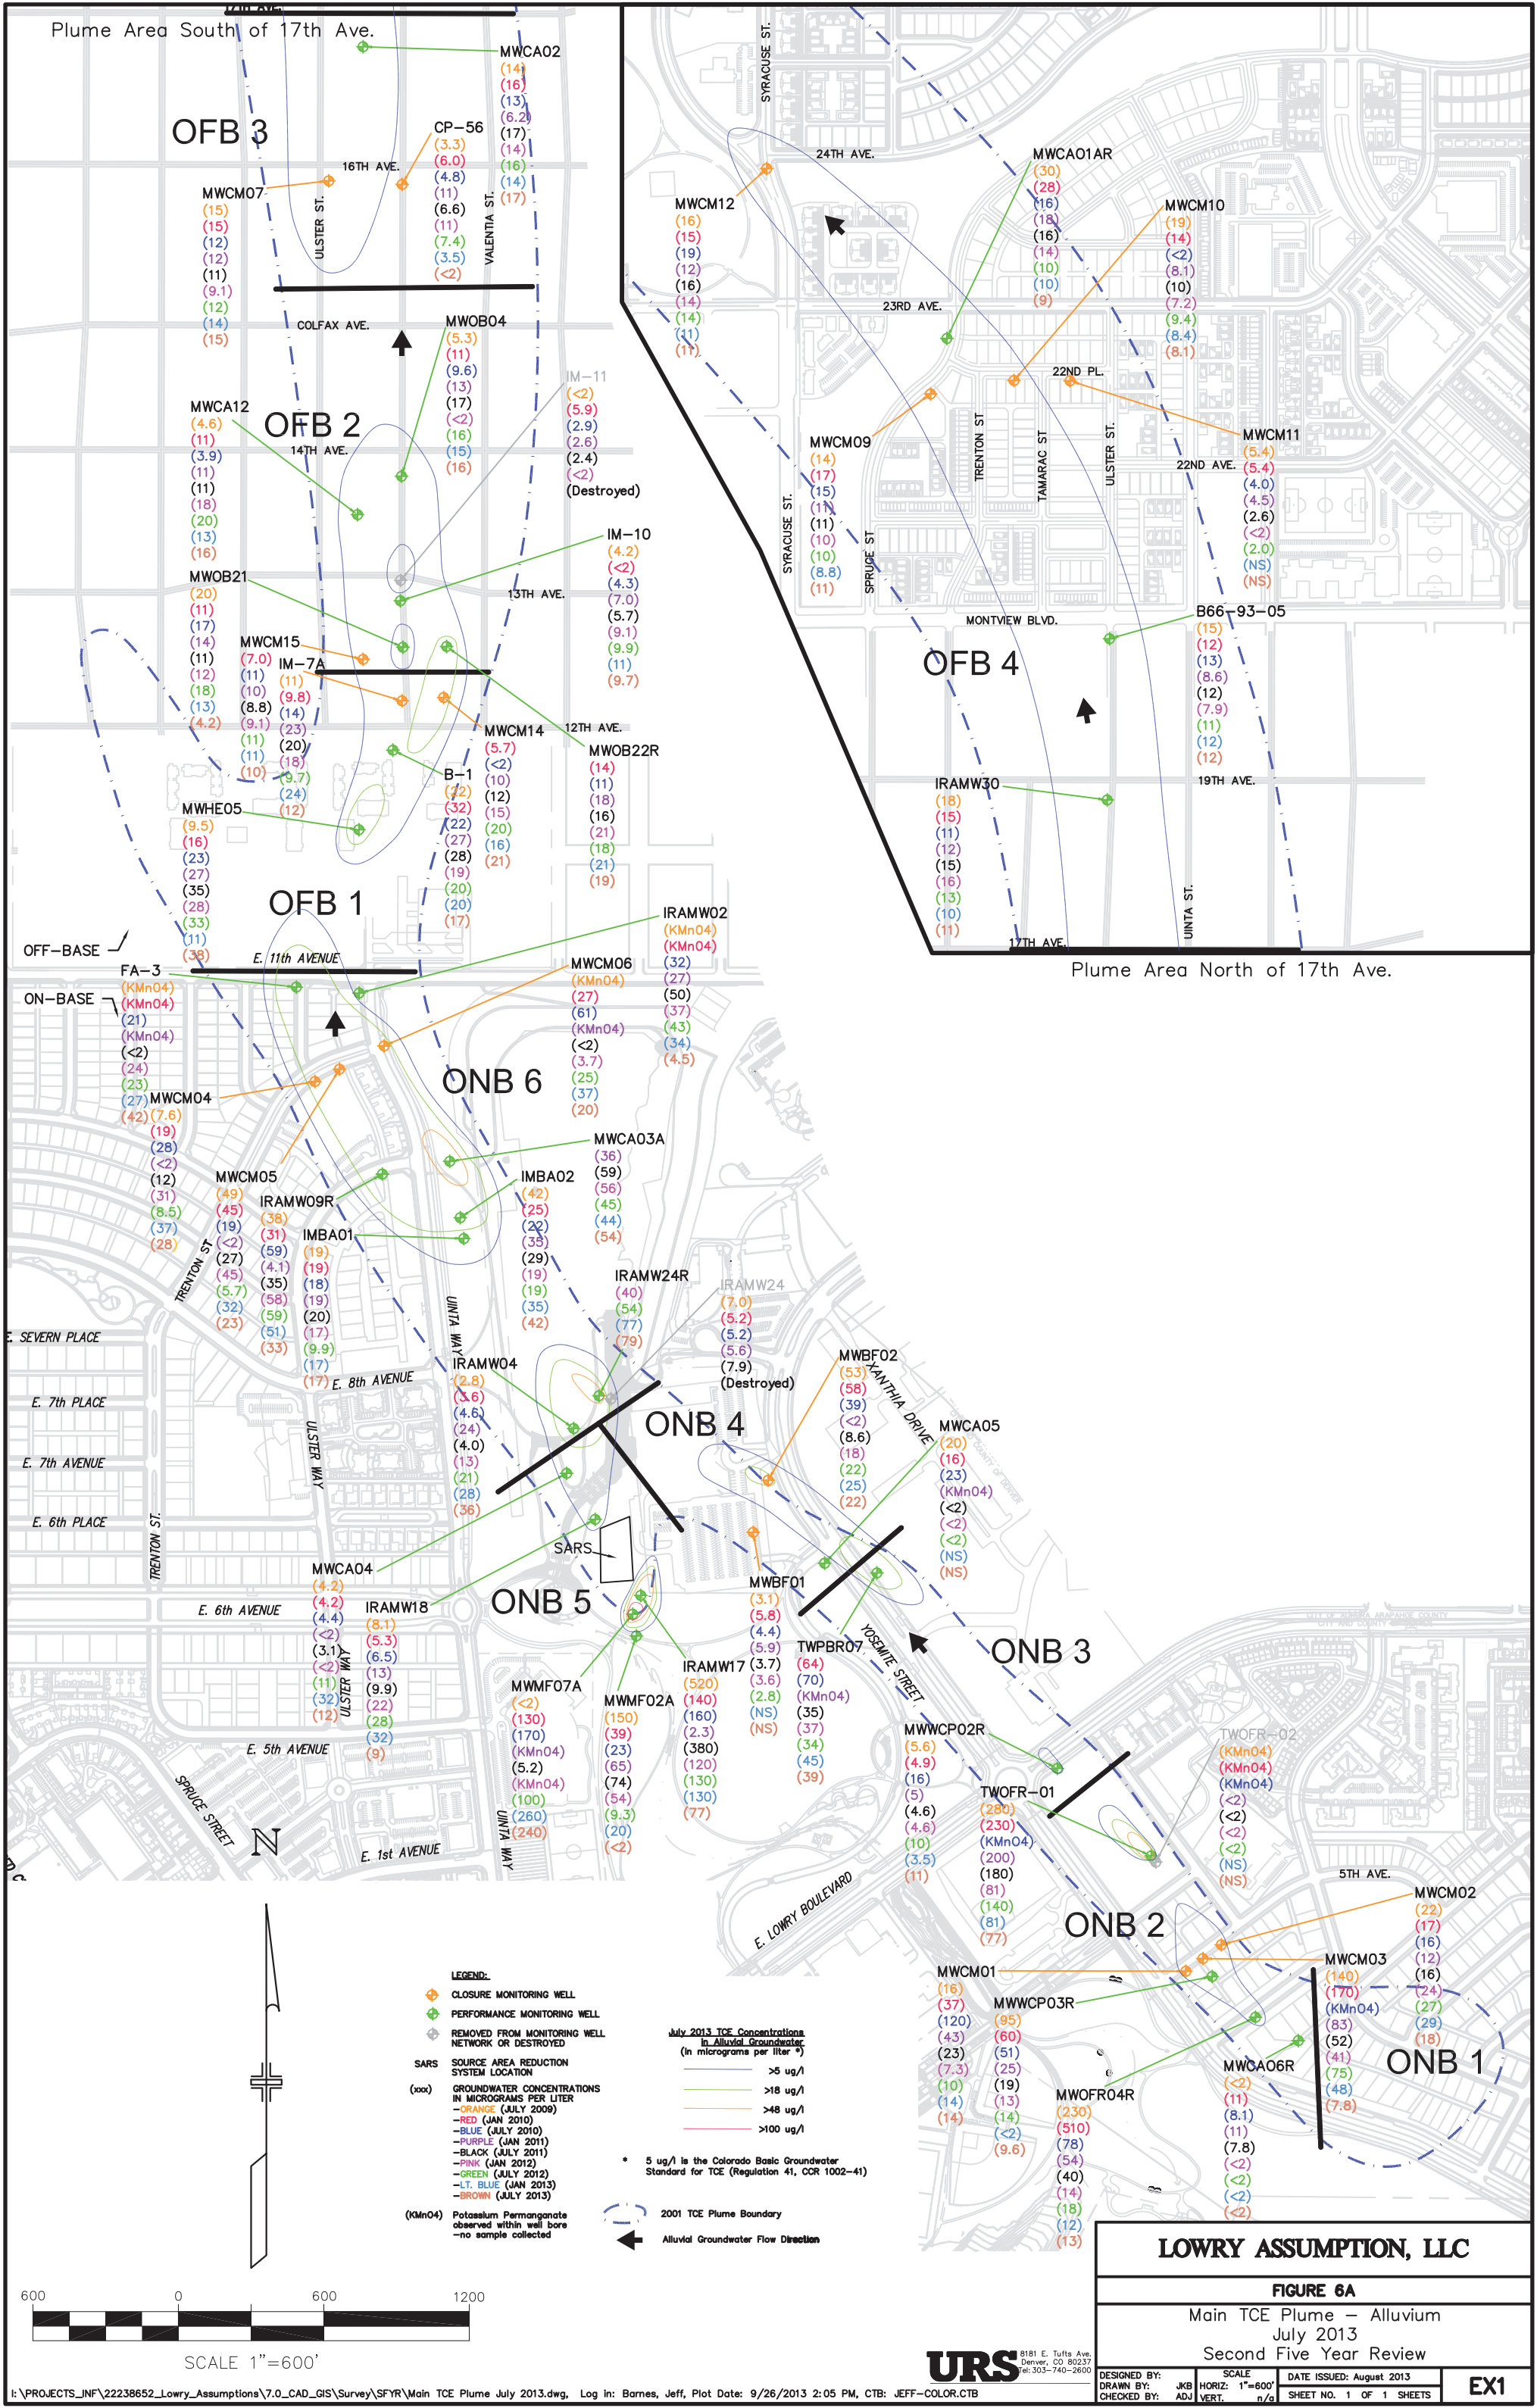 17TH AVE.
Plume Area South of 17th Ave.
OFB 3
MWCA02
(14)
(16)
(13)
(6.2)
(17)
(14)
(16)
(14)
(17)
CP-56
(3.3)
(6.0)
(4.8)
(11)
(6.6)
(11)
(7.4)
(3.5)
(<2)
16TH AVE.
ULSTER ST.
VALENTIA ST.
MWCM07
(15)
(15)
(12)
(12)
(11)
(9.1)
(12)
(14)
(15)
COLFAX AVE.
MWOB04
(5.3)
(11)
(9.6)
(13)
(17)
(<2)
(16)
(15)
(16)
IM-11
(<2)
(5.9)
(2.9)
(2.6)
(2.4)
(<2)
(Destroyed)
OFB 2
14TH AVE.
MWCA12
(4.6)
(11)
(3.9)
(11)
(11)
(18)
(20)
(13)
(16)
IM-10
(4.2)
(<2)
(4.3)
(7.0)
(5.7)
(9.1)
(9.9)
(11)
(9.7)
13TH AVE.
MWOB21
(20)
(11)
(17)
(14)
(11)
(12)
(18)
(13)
(4.2)
MWCM15
(7.0)
(11)
(10)
(8.8)
(9.1)
(11)
(11)
(10)
IM-7A
(11)
(9.8)
(14)
(23)
(20)
(18)
(9.7)
(24)
(12)
12TH AVE.
MWCM14
(5.7)
(<2)
(10)
(12)
(15)
(20)
(16)
(21)
MWOB22R
(14)
(11)
(18)
(16)
(21)
(18)
(21)
(19)
B-1
(22)
(32)
(22)
(27)
(28)
(19)
(20)
(20)
(17)
MWHE05
(9.5)
(16)
(23)
(27)
(35)
(28)
(33)
(11)
(38)
OFB 1
OFF-BASE
ON-BASE
E. 11th AVENUE
FA-3
(KMn04)
(KMn04)
(21)
(KMn04)
(<2)
(24)
(23)
(27)
(42)
IRAMW02
(KMn04)
(KMn04)
(32)
(27)
(50)
(37)
(43)
(34)
(4.5)
MWCM06
(KMn04)
(27)
(61)
(KMn04)
(<2)
(3.7)
(25)
(37)
(20)
ONB 6
MWCM04
(7.6)
(19)
(28)
(<2)
(12)
(31)
(8.5)
(37)
(28)
MWCM05
(49)
(45)
(19)
(<2)
(27)
(45)
(5.7)
(32)
(23)
IRAMW09R
(38)
(31)
(59)
(4.1)
(35)
(58)
(59)
(51)
(33)
IMBA01
(19)
(19)
(18)
(19)
(20)
(17)
(9.9)
(17)
(17)
MWCA03A
(36)
(59)
(56)
(45)
(44)
(54)
IMBA02
(42)
(25)
(22)
(35)
(29)
(19)
(19)
(35)
(42)
IRAMW24R
(40)
(54)
(77)
(79)
IRAMW24
(7.0)
(5.2)
(5.2)
(5.6)
(7.9)
(Destroyed)
TRENTON ST
UINTA WAY
E. SEVERN PLACE
E. 7th PLACE
E. 7th AVENUE
E. 6th PLACE
E. 8th AVENUE
ULSTER WAY
TRENTON ST.
IRAMW04
(2.8)
(3.6)
(4.6)
(24)
(4.0)
(13)
(21)
(28)
(36)
ONB 4
MWBF02
(53)
(58)
(39)
(<2)
(8.6)
(18)
(22)
(25)
(22)
XANTHIA DRIVE
MWCA05
(20)
(16)
(23)
(KMn04)
(<2)
(<2)
(<2)
(NS)
(NS)
SARS
ONB 5
MWCA04
(4.2)
(4.2)
(4.4)
(<2)
(3.1)
(<2)
(11)
(32)
(12)
IRAMW18
(8.1)
(5.3)
(6.5)
(13)
(9.9)
(22)
(28)
(32)
(9)
E. 6th AVENUE
ULSTER WAY
E. 5th AVENUE
SPRUCE STREET
E. 1st AVENUE
UINTA WAY
MWMF07A
(<2)
(130)
(170)
(KMn04)
(5.2)
(KMn04)
(100)
(260)
(240)
MWMF02A
(150)
(39)
(23)
(65)
(74)
(54)
(9.3)
(20)
(<2)
IRAMW17
(520)
(140)
(160)
(2.3)
(380)
(120)
(130)
(130)
(77)
MWBF01
(3.1)
(5.8)
(4.4)
(5.9)
(3.7)
(3.6)
(2.8)
(NS)
(NS)
TWPBR07
(64)
(70)
(KMn04)
(35)
(37)
(34)
(45)
(39)
YOSEMITE STREET
ONB 3
MWWCP02R
(5.6)
(4.9)
(16)
(5)
(4.6)
(4.6)
(10)
(3.5)
(11)
TWOFR-01
(280)
(230)
(KMn04)
(200)
(180)
(81)
(140)
(81)
(77)
TWOFR-02
(KMn04)
(KMn04)
(KMn04)
(<2)
(<2)
(<2)
(<2)
(NS)
(NS)
5TH AVE.
E. LOWRY BOULEVARD
ONB 2
MWCM02
(22)
(17)
(16)
(12)
(16)
(24)
(27)
(29)
(18)
MWCM03
(140)
(170)
(KMn04)
(83)
(52)
(41)
(75)
(48)
(7.8)
ONB 1
MWCM01
(16)
(37)
(120)
(43)
(23)
(7.3)
(10)
(14)
(14)
MWWCP03R
(95)
(60)
(51)
(25)
(19)
(13)
(14)
(<2)
(9.6)
MWOFR04R
(230)
(510)
(78)
(54)
(40)
(14)
(18)
(12)
(13)
MWCA06R
(<2)
(11)
(8.1)
(11)
(7.8)
(<2)
(<2)
(<2)
(<2)
SYRACUSE ST.
24TH AVE.
MWCM12
(16)
(15)
(19)
(12)
(16)
(14)
(14)
(11)
(11)
MWCA01AR
(30)
(28)
(16)
(18)
(16)
(14)
(10)
(10)
(9)
MWCM10
(19)
(14)
(<2)
(8.1)
(10)
(7.2)
(9.4)
(8.4)
(8.1)
23RD AVE.
22ND PL.
MWCM09
(14)
(17)
(15)
(11)
(11)
(10)
(10)
(8.8)
(11)
MWCM11
(5.4)
(5.4)
(4.0)
(4.5)
(2.6)
(<2)
(2.0)
(NS)
(NS)
22ND AVE.
SYRACUSE ST.
SPRUCE ST
TRENTON ST
TAMARAC ST
ULSTER ST.
MONTVIEW BLVD.
B66-93-05
(15)
(12)
(13)
(8.6)
(12)
(7.9)
(11)
(12)
(12)
OFB 4
19TH AVE.
IRAMW30
(18)
(15)
(11)
(12)
(15)
(16)
(13)
(10)
(11)
UINTA ST.
17TH AVE.
Plume Area North of 17th Ave.
N
LEGEND:
CLOSURE MONITORING WELL
PERFORMANCE MONITORING WELL
REMOVED FROM MONITORING WELL
NETWORK OR DESTROYED
SARS SOURCE AREA REDUCTION
SYSTEM LOCATION
(xxx) GROUNDWATER CONCENTRATIONS
IN MICROGRAMS PER LITER
-ORANGE (JULY 2009)
-RED (JAN 2010)
-BLUE (JULY 2010)
-PURPLE (JAN 2011)
-BLACK (JULY 2011)
-PINK (JAN 2012)
-GREEN (JULY 2012)
-LT. BLUE (JAN 2013)
-BROWN (JULY 2013)
(KMn04) Potassium Permanganate
observed within well bore
-no sample collected
July 2013 TCE Concentrations
in Alluvial Groundwater
(in micrograms per liter *)
>5 ug/l
>18 ug/l
>48 ug/l
>100 ug/l
* 5 ug/l is the Colorado Basic Groundwater
Standard for TCE (Regulation 41, CCR 1002-41)
2001 TCE Plume Boundary
Alluvial Groundwater Flow Direction
600 0 600 1200
SCALE 1"=600'
URS
8181 E. Tufts Ave.
Denver, CO 80237
Tel: 303-740-2600
LOWRY ASSUMPTION, LLC
FIGURE 6A
Main TCE Plume - Alluvium
July 2013
Second Five Year Review
DESIGNED BY:
DRAWN BY: JKB
CHECKED BY: ADJ
SCALE
HORIZ: 1"=600'
VERT. n/a
DATE ISSUED: August 2013
SHEET NO. 1 OF 1 SHEETS
EX1
I:\PROJECTS_INF\22238652_Lowry_Assumptions\7.0_CAD_GIS\Survey\SFYR\Main TCE Plume July 2013.dwg, Log in: Barnes, Jeff, Plot Date: 9/26/2013 2:05 PM, CTB: JEFF-COLOR.CTB